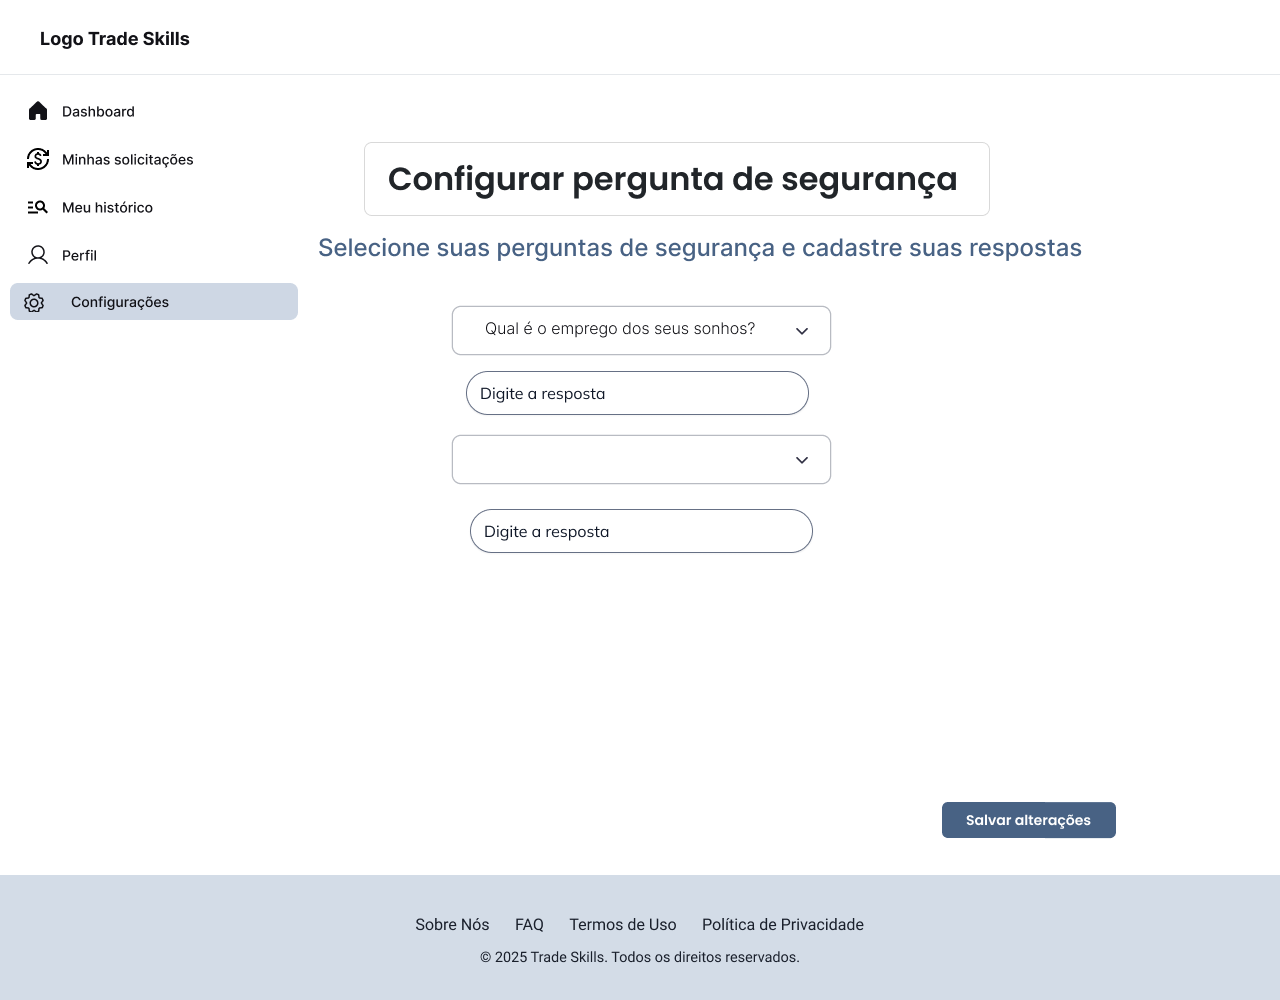 Logo Trade Skills
Dashboard
Minhas solicitações
Meu histórico
Perfil
Configurações
Configurar pergunta de segurança
Selecione suas perguntas de segurança e cadastre suas respostas
Qual é o emprego dos seus sonhos?
Digite a resposta
Digite a resposta
Salvar alterações
Sobre Nós FAQ Termos de Uso Política de Privacidade
© 2025 Trade Skills. Todos os direitos reservados.